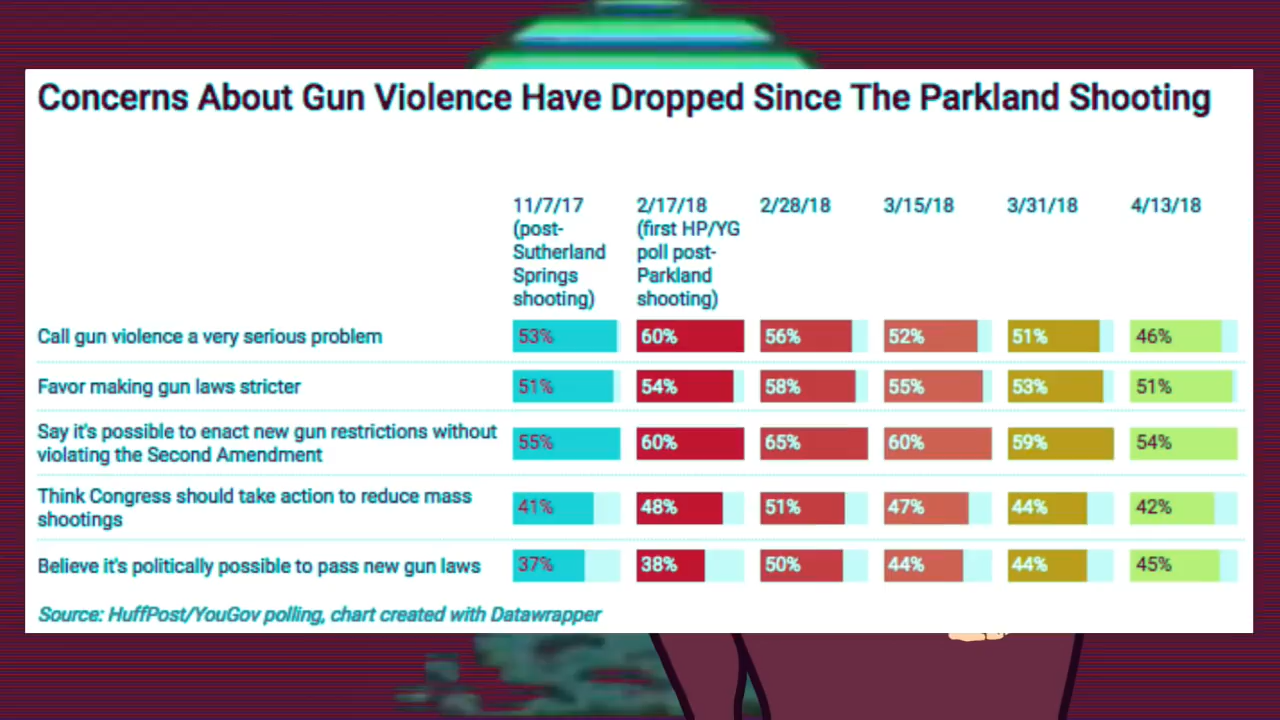 Concerns About Gun Violence Have Dropped Since The Parkland Shooting
11/7/17 (post-Sutherland Springs shooting)
2/17/18 (first HP/YG poll post-Parkland shooting)
2/28/18
3/15/18
3/31/18
4/13/18
Call gun violence a very serious problem
53% 60% 56% 52% 51% 46%
Favor making gun laws stricter
51% 54% 58% 55% 53% 51%
Say it's possible to enact new gun restrictions without
violating the Second Amendment
55% 60% 65% 60% 59% 54%
Think Congress should take action to reduce mass
shootings
41% 48% 51% 47% 44% 42%
Believe it's politically possible to pass new gun laws
37% 38% 50% 44% 44% 45%
Source: HuffPost/YouGov polling, chart created with Datawrapper